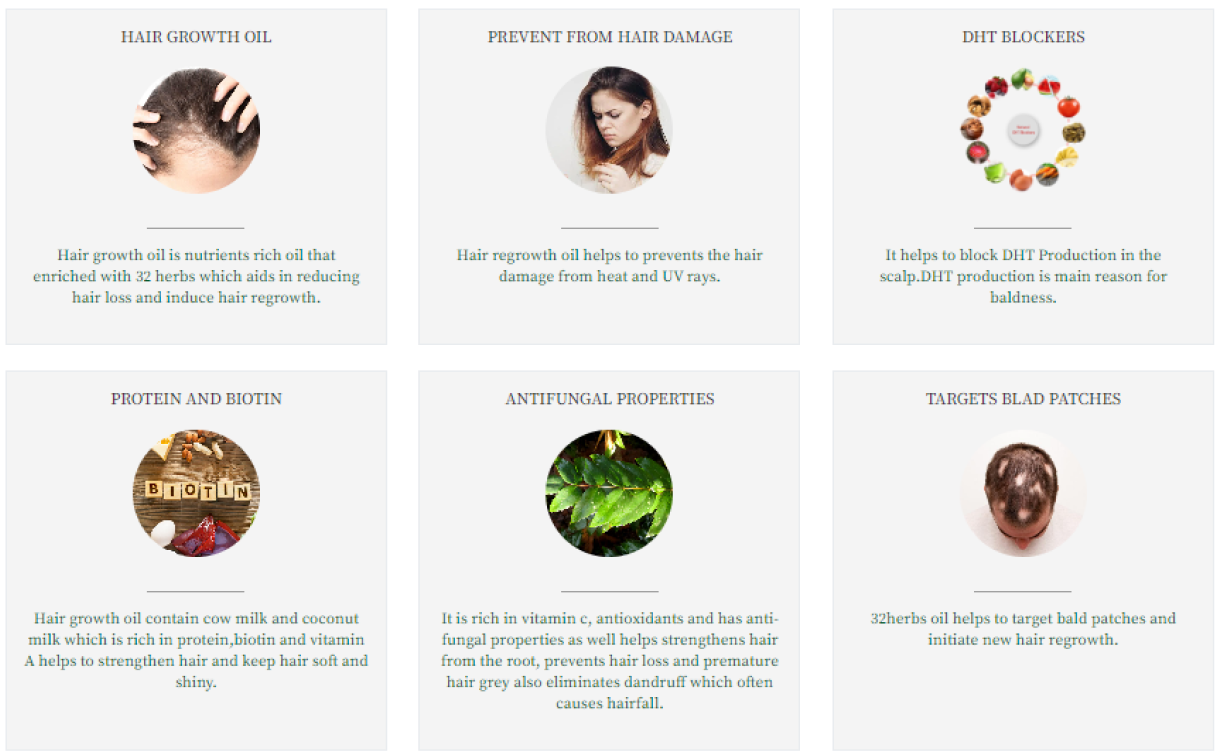 HAIR GROWTH OIL
Hair growth oil is nutrients rich oil that
enriched with 32 herbs which aids in reducing
hair loss and induce hair regrowth.
PREVENT FROM HAIR DAMAGE
Hair regrowth oil helps to prevents the hair
damage from heat and UV rays.
DHT BLOCKERS
It helps to block DHT Production in the
scalp.DHT production is main reason for
baldness.
PROTEIN AND BIOTIN
BIOTIN
Hair growth oil contain cow milk and coconut
milk which is rich in protein,biotin and vitamin
A helps to strengthen hair and keep hair soft and
shiny.
ANTIFUNGAL PROPERTIES
It is rich in vitamin c, antioxidants and has anti-
fungal properties as well helps strengthens hair
from the root, prevents hair loss and premature
hair grey also eliminates dandruff which often
causes hairfall.
TARGETS BLAD PATCHES
32herbs oil helps to target bald patches and
initiate new hair regrowth.